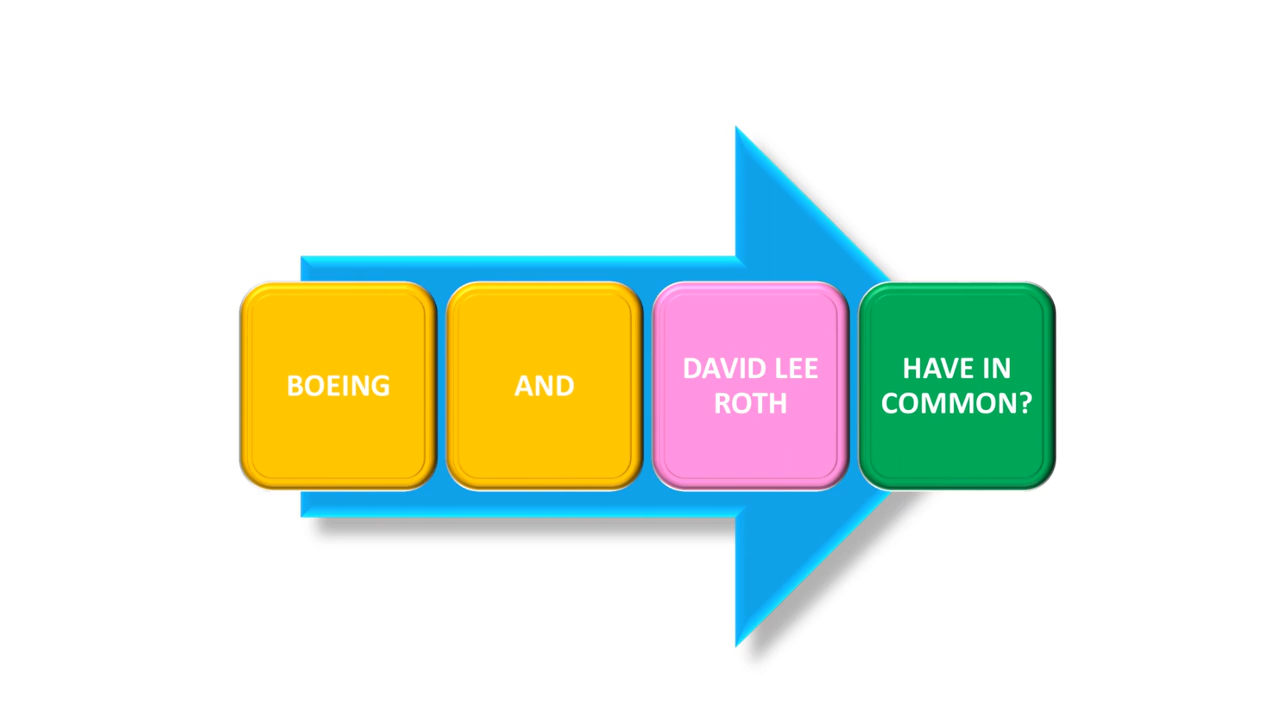 BOEING
AND
DAVID LEE
ROTH
HAVE IN
COMMON?